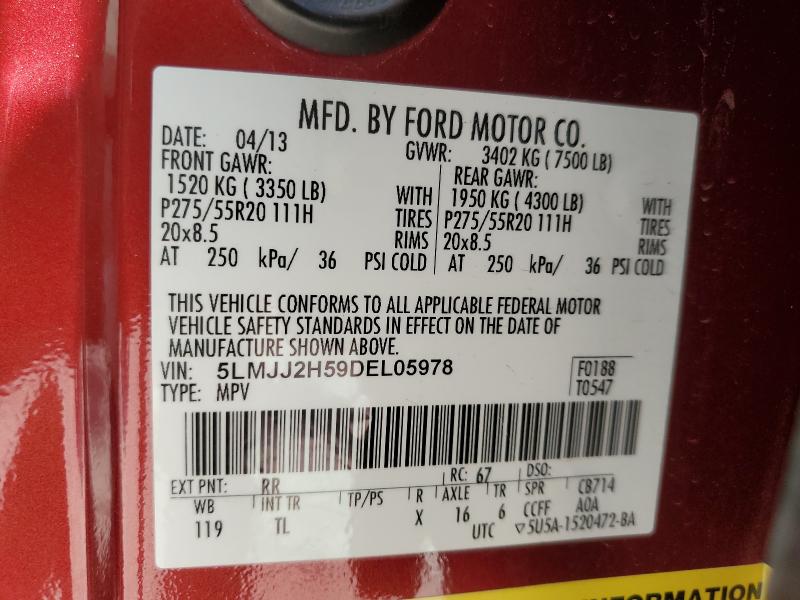 MFD. BY FORD MOTOR CO.
DATE: 04/13 GVWR: 3402 KG ( 7500 LB)
FRONT GAWR: REAR GAWR:
1520 KG ( 3350 LB) WITH 1950 KG ( 4300 LB) WITH
P275/55R20 111H TIRES P275/55R20 111H TIRES
20x8.5 RIMS 20x8.5 RIMS
AT 250 kPa/ 36 PSI COLD AT 250 kPa/ 36 PSI COLD
THIS VEHICLE CONFORMS TO ALL APPLICABLE FEDERAL MOTOR
VEHICLE SAFETY STANDARDS IN EFFECT ON THE DATE OF
MANUFACTURE SHOWN ABOVE.
VIN: 5LMJJ2H59DEL05978 F0188
TYPE: MPV T0547
EXT PNT: RR RC: 67 DSO:
WB INT TR TP/PS R AXLE TR SPR CB714
119 TL X 16 6 CCFF A0A
UTC ▽5U5A-1520472-BA
INFORMATION